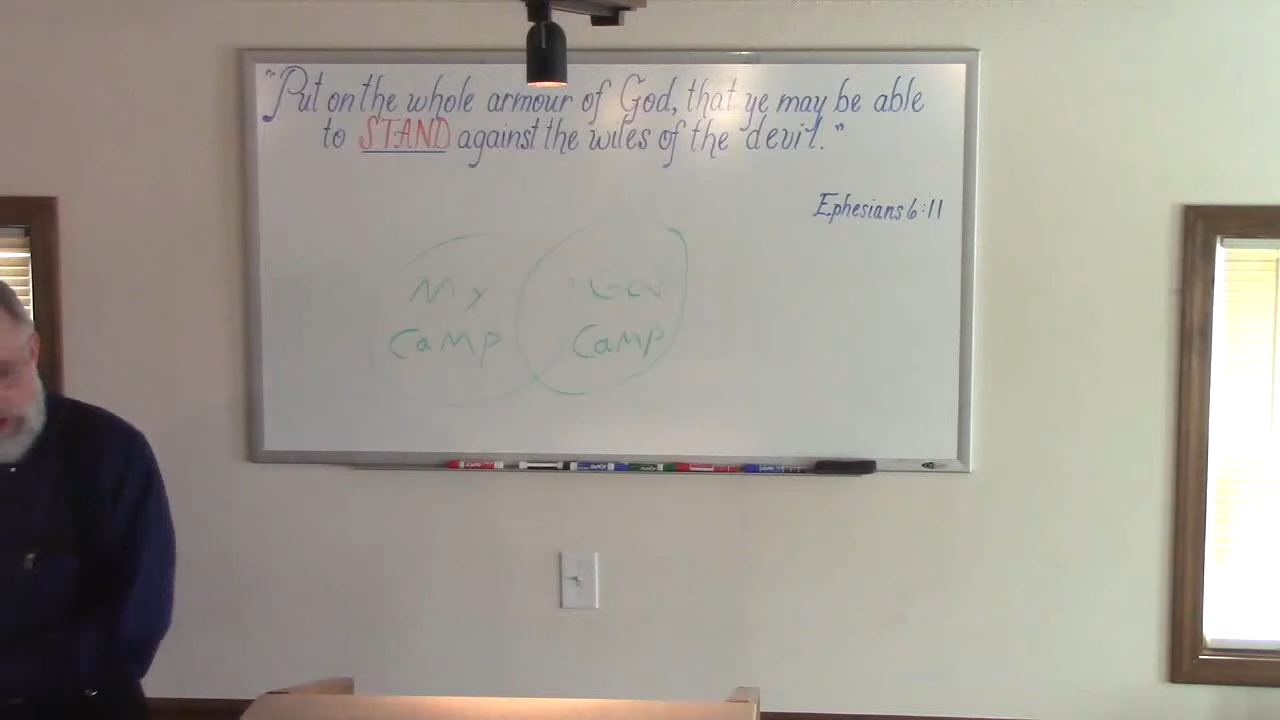 "Put on the whole armour of God, that ye may be able
to STAND against the wiles of the devil."
Ephesians 6:11
My
Camp
God
Camp